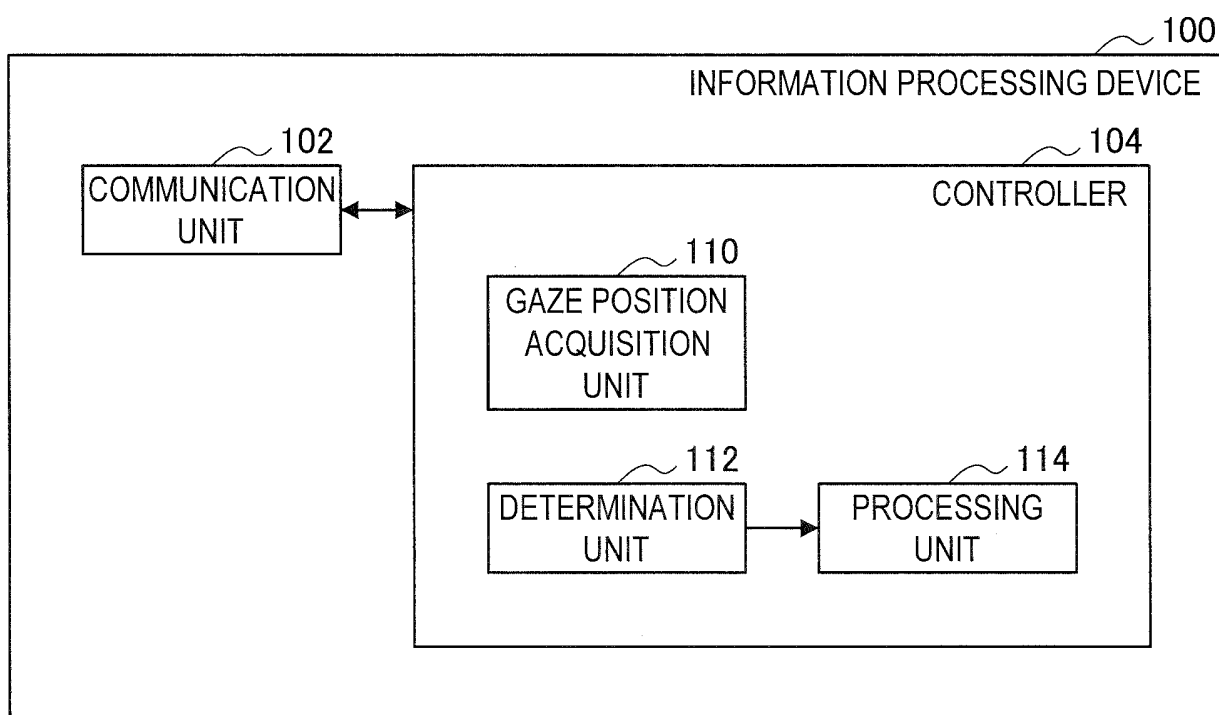 100
INFORMATION PROCESSING DEVICE
102
COMMUNICATION
UNIT
104
CONTROLLER
110
GAZE POSITION
ACQUISITION
UNIT
112
DETERMINATION
UNIT
114
PROCESSING
UNIT